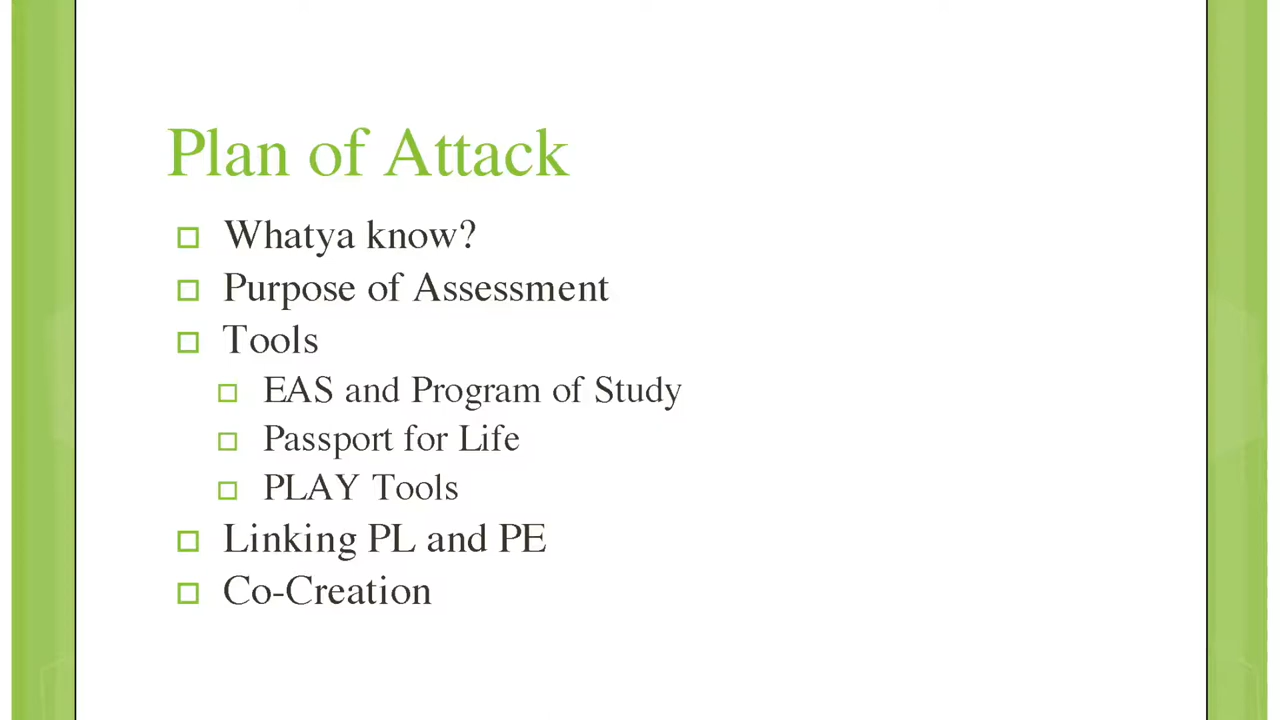 Plan of Attack
Whatya know?
Purpose of Assessment
Tools
EAS and Program of Study
Passport for Life
PLAY Tools
Linking PL and PE
Co-Creation